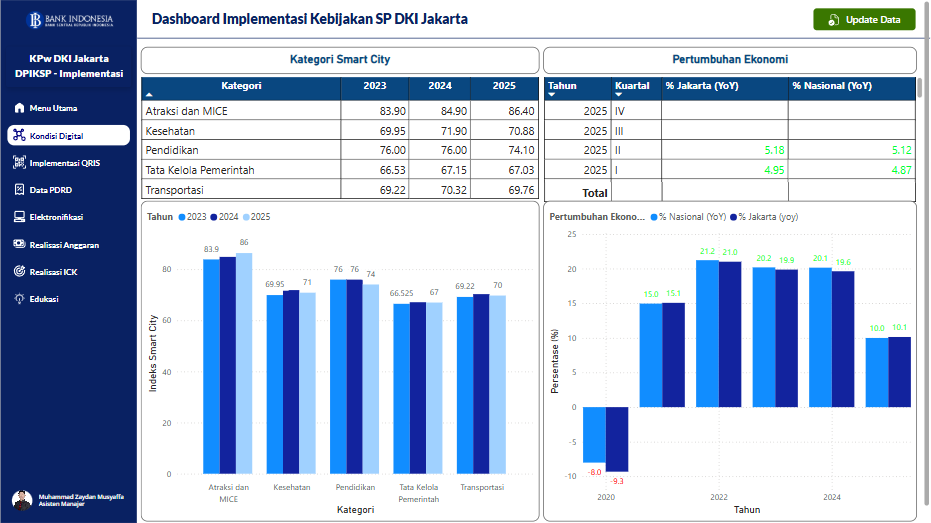 BANK INDONESIA
BANK SENTRAL REPUBLIK INDONESIA
Dashboard Implementasi Kebijakan SP DKI Jakarta
Update Data
KPw DKI Jakarta
DPIKSP - Implementasi
Menu Utama
Kondisi Digital
Implementasi QRIS
Data PDRD
Elektronifikasi
Realisasi Anggaran
Realisasi ICK
Edukasi
Muhammad Zaydan Musyaffa
Asisten Manajer
Kategori Smart City
Kategori 2023 2024 2025
Atraksi dan MICE 83.90 84.90 86.40
Kesehatan 69.95 71.90 70.88
Pendidikan 76.00 76.00 74.10
Tata Kelola Pemerintah 66.53 67.15 67.03
Transportasi 69.22 70.32 69.76
Pertumbuhan Ekonomi
Tahun Kuartal % Jakarta (YoY) % Nasional (YoY)
2025 IV
2025 III
2025 II 5.18 5.12
2025 I 4.95 4.87
Total
Tahun 2023 2024 2025
83.9 86
69.95 71
76 76 74
66.525 67
69.22 70
80
60
40
20
0
Indeks Smart City
Atraksi dan
MICE
Kesehatan
Pendidikan
Tata Kelola
Pemerintah
Transportasi
Kategori
Pertumbuhan Ekono... % Nasional (YoY) % Jakarta (yoy)
25
20
15
10
5
0
-5
-10
Persentase (%)
-8.0 -9.3
15.0 15.1
21.2 21.0
20.2 19.9
20.1 19.6
10.0 10.1
2020 2022 2024
Tahun